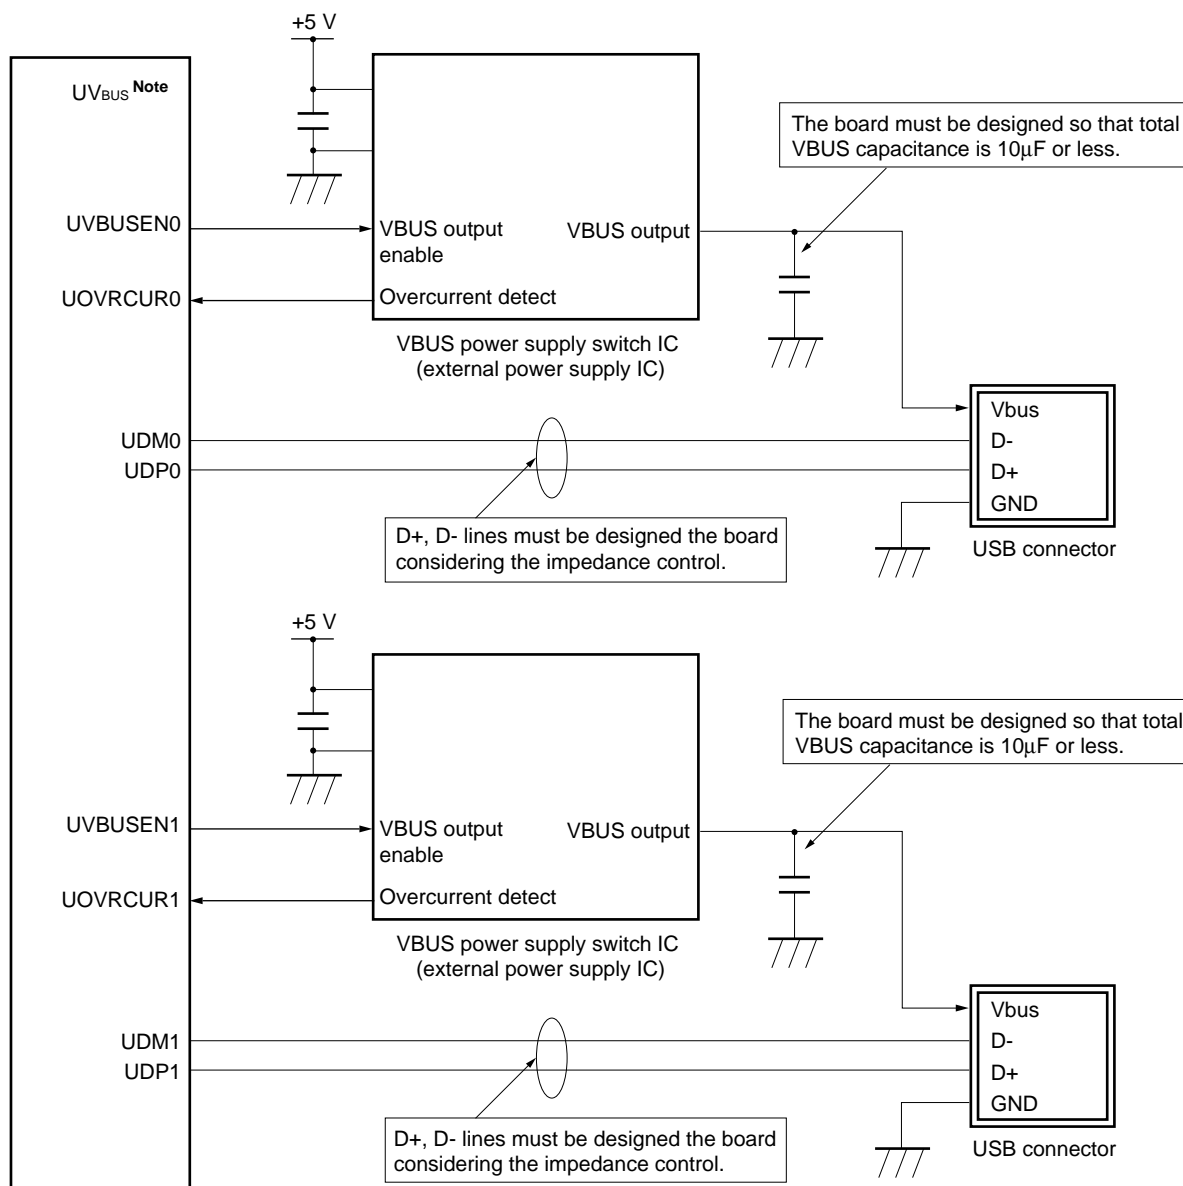 +5 V
UVBUS Note
The board must be designed so that total
VBUS capacitance is 10µF or less.
UVBUSEN0
VBUS output
enable
VBUS output
UOVRCUR0
Overcurrent detect
VBUS power supply switch IC
(external power supply IC)
Vbus
UDM0
D-
UDP0
D+
GND
D+, D- lines must be designed the board
considering the impedance control.
USB connector
+5 V
The board must be designed so that total
VBUS capacitance is 10µF or less.
UVBUSEN1
VBUS output
enable
VBUS output
UOVRCUR1
Overcurrent detect
VBUS power supply switch IC
(external power supply IC)
Vbus
UDM1
D-
UDP1
D+
GND
D+, D- lines must be designed the board
considering the impedance control.
USB connector